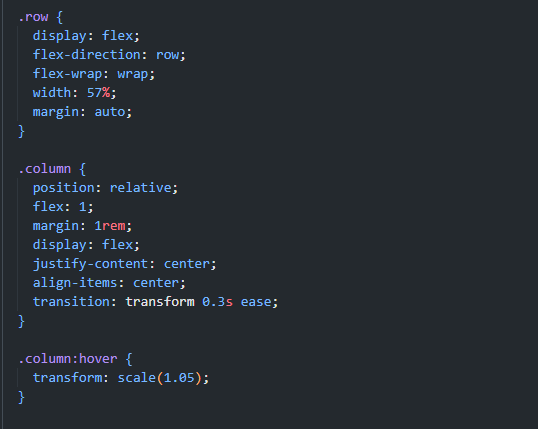 .row {
display: flex;
flex-direction: row;
flex-wrap: wrap;
width: 57%;
margin: auto;
}
.column {
position: relative;
flex: 1;
margin: 1rem;
display: flex;
justify-content: center;
align-items: center;
transition: transform 0.3s ease;
}
.column:hover {
transform: scale(1.05);
}